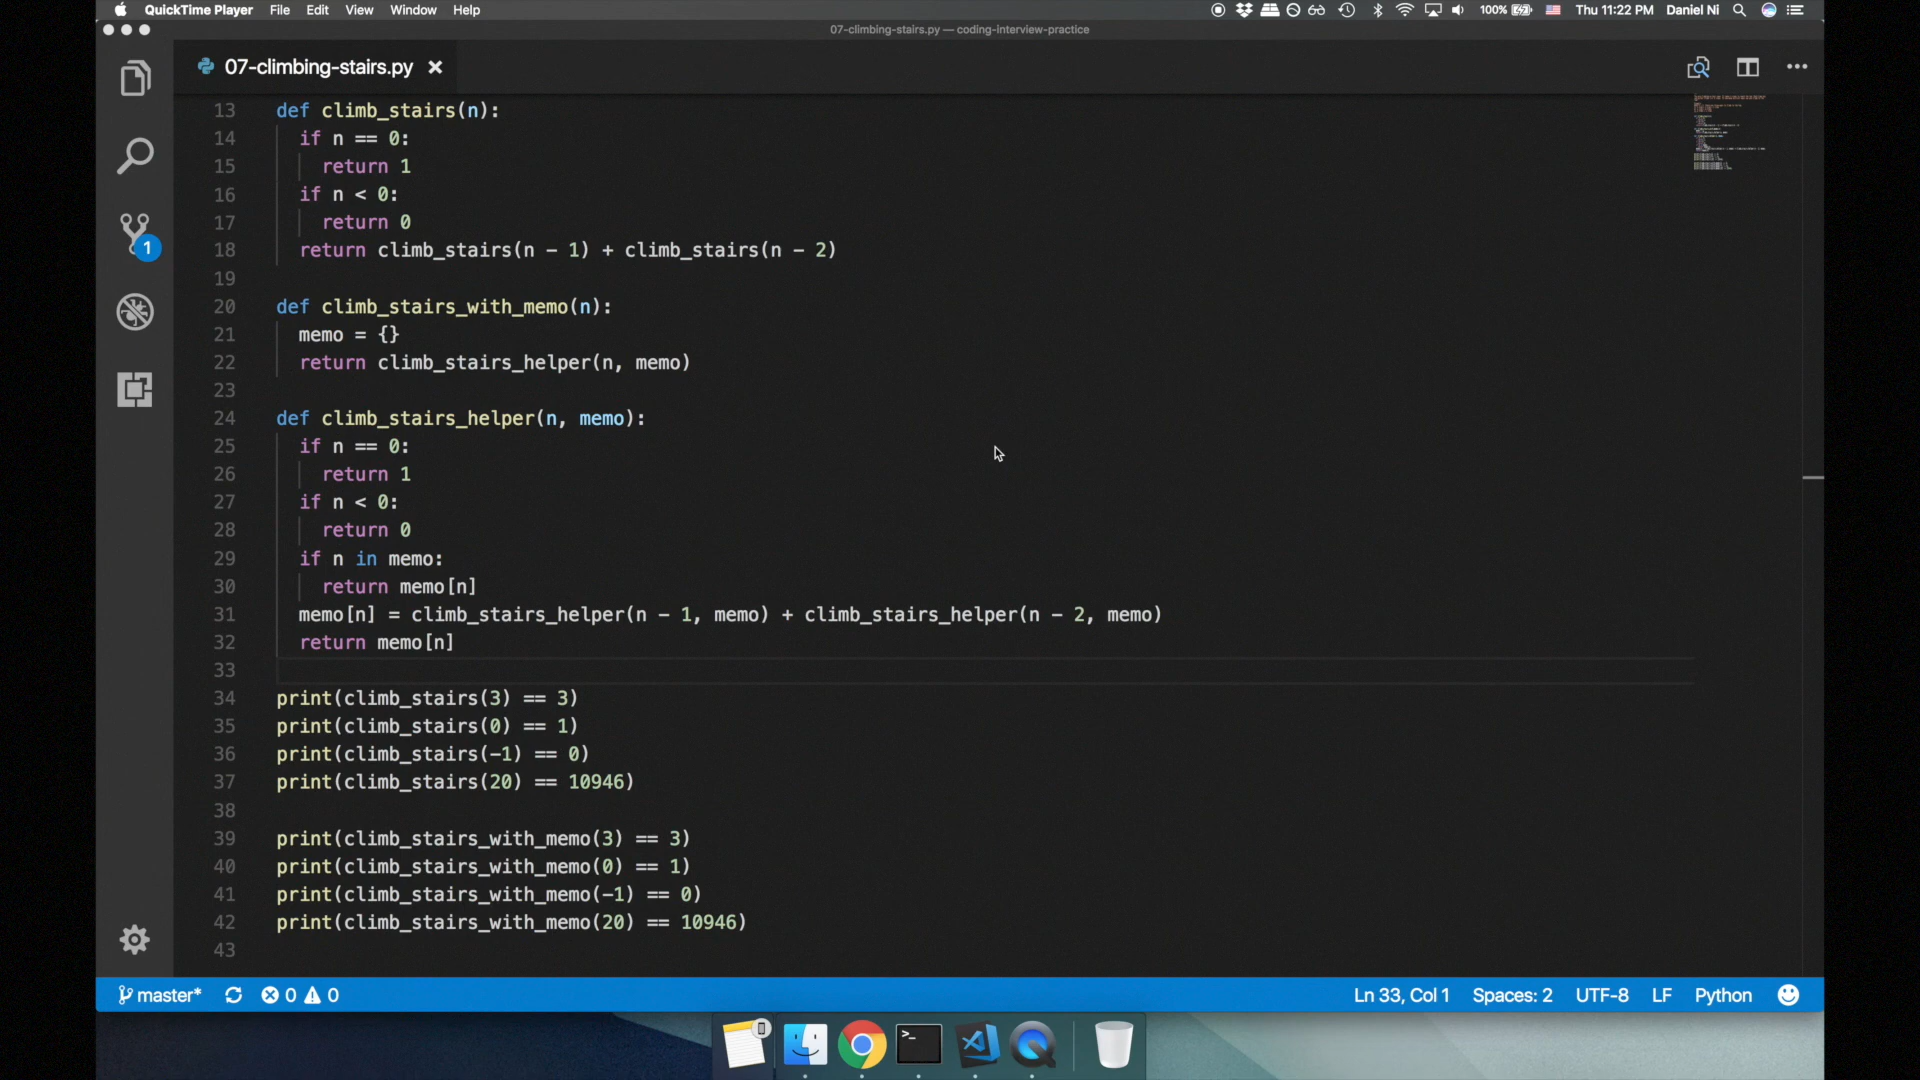 QuickTime Player File Edit View Window Help 100% Thu 11:22 PM Daniel Ni
07-climbing-stairs.py — coding-interview-practice
07-climbing-stairs.py
13 def climb_stairs(n):
14 if n == 0:
15 return 1
16 if n < 0:
17 return 0
18 return climb_stairs(n - 1) + climb_stairs(n - 2)
19
20 def climb_stairs_with_memo(n):
21 memo = {}
22 return climb_stairs_helper(n, memo)
23
24 def climb_stairs_helper(n, memo):
25 if n == 0:
26 return 1
27 if n < 0:
28 return 0
29 if n in memo:
30 return memo[n]
31 memo[n] = climb_stairs_helper(n - 1, memo) + climb_stairs_helper(n - 2, memo)
32 return memo[n]
33
34 print(climb_stairs(3) == 3)
35 print(climb_stairs(0) == 1)
36 print(climb_stairs(-1) == 0)
37 print(climb_stairs(20) == 10946)
38
39 print(climb_stairs_with_memo(3) == 3)
40 print(climb_stairs_with_memo(0) == 1)
41 print(climb_stairs_with_memo(-1) == 0)
42 print(climb_stairs_with_memo(20) == 10946)
43
1
master* 0 0 Ln 33, Col 1 Spaces: 2 UTF-8 LF Python